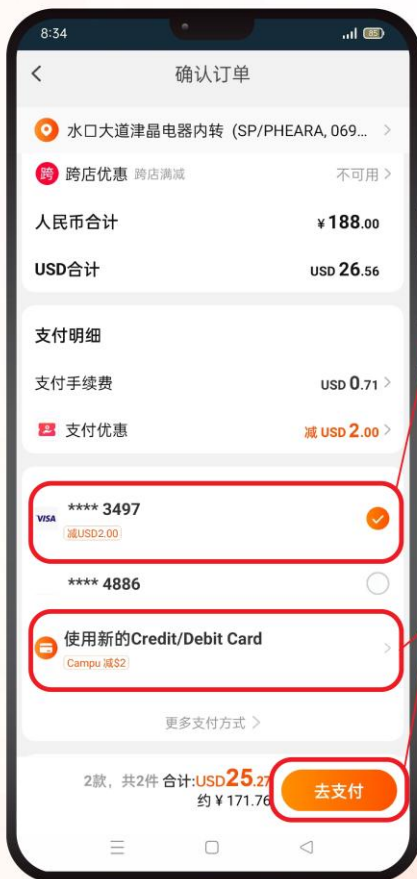 8:34
85
确认订单
水口大道津晶电器内转 (SP/PHEARA, 069...
跨 跨店优惠 跨店满减 不可用
人民币合计 ¥188.00
USD合计 USD 26.56
支付明细
支付手续费 USD 0.71
支付优惠 减 USD 2.00
VISA **** 3497
减USD2.00
**** 4886
使用新的Credit/Debit Card
Campu 减$2
更多支付方式
2款，共2件 合计:USD25.27
约 ¥ 171.76
去支付